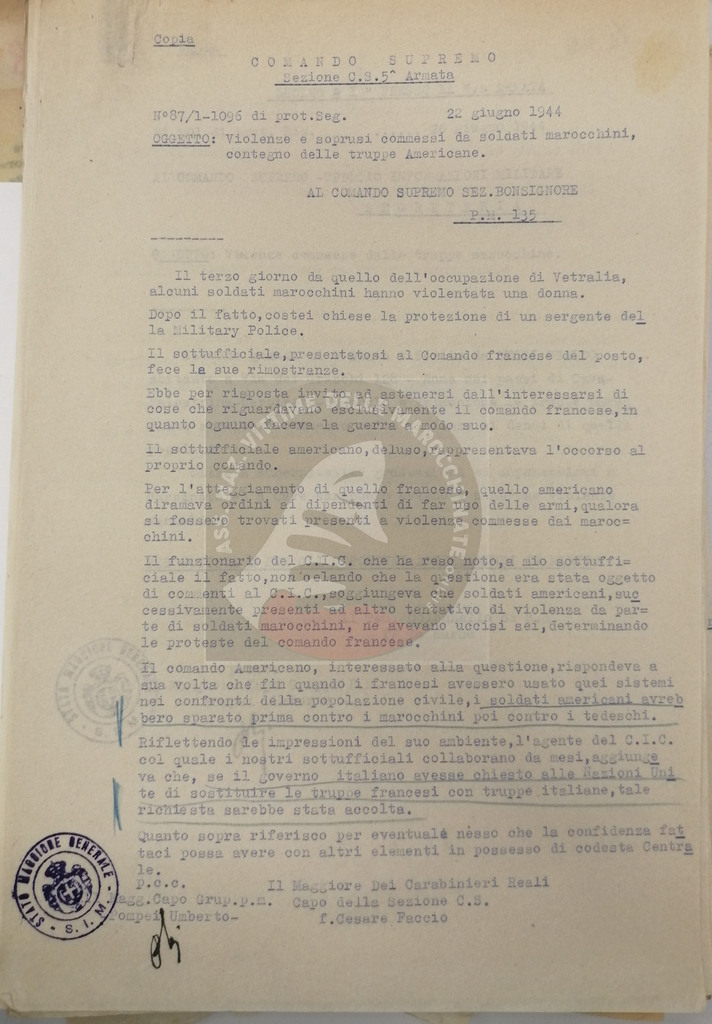 Copia
COMANDO SUPREMO
Sezione C.S.5^ Armata
N°87/1-1096 di prot.Seg. 22 giugno 1944
OGGETTO: Violenze e soprusi commessi da soldati marocchini,
contegno delle truppe Americane.
AL COMANDO SUPREMO SEZ.BONSIGNORE
P.M. 135
Il terzo giorno da quello dell'occupazione di Vetralia,
alcuni soldati marocchini hanno violentata una donna.
Dopo il fatto,costei chiese la protezione di un sergente del
la Military Police.
Il sottufficiale,presentatosi al Comando francese del posto,
fece la sue rimostranze.
Ebbe per risposta invito ad astenersi dall'interessarsi di
cose che riguardavano esclusivamente il comando francese,in
quanto ognuno faceva la guerra a modo suo.
Il sottufficiale americano,deluso,rappresentava l'occorso al
proprio comando.
Per l'atteggiamento di quello francese, quello americano
diramava ordini ai dipendenti di far uso delle armi,qualora
si fossero trovati presenti a violenze commesse dai maroc=
chini.
Il funzionario del C.I.C. che ha reso noto,a mio sottuffi=
ciale il fatto,non celando che la questione era stata oggetto
di commenti al C.I.C.,soggiungeva che soldati americani,suc
cessivamente presenti ad altro tentativo di violenza da par=
te di soldati marocchini, ne avevano uccisi sei,determinando
le proteste del comando francese.
Il comando Americano, interessato alla questione,rispondeva a
sua volta che fin quando i francesi avessero usato quei sistemi
nei confronti della popolazione civile,i soldati americani avreb
bero sparato prima contro i marocchini poi contro i tedeschi.
Riflettendo le impressioni del suo ambiente,l'agente del C.I.C.
col quale i nostri sottufficiali collaborano da mesi,aggiunge
va che, se il governo italiano avesse chiesto alle Nazioni Uni
te di sostituire le truppe francesi con truppe italiane,tale
richiesta sarebbe stata accolta.
Quanto sopra riferisco per eventuale nesso che la confidenza fat
taci possa avere con altri elementi in possesso di codesta Centra
le.
p.c.c. Il Maggiore Dei Carabinieri Reali
Magg.Capo Grup.p.m. Capo della Sezione C.S.
Pompei Umberto- f.Cesare Faccio
STATO MAGGIORE GENERALE
S.I.M.
ASS. NAZ. VITTIME DELLE MAROCCHINATE